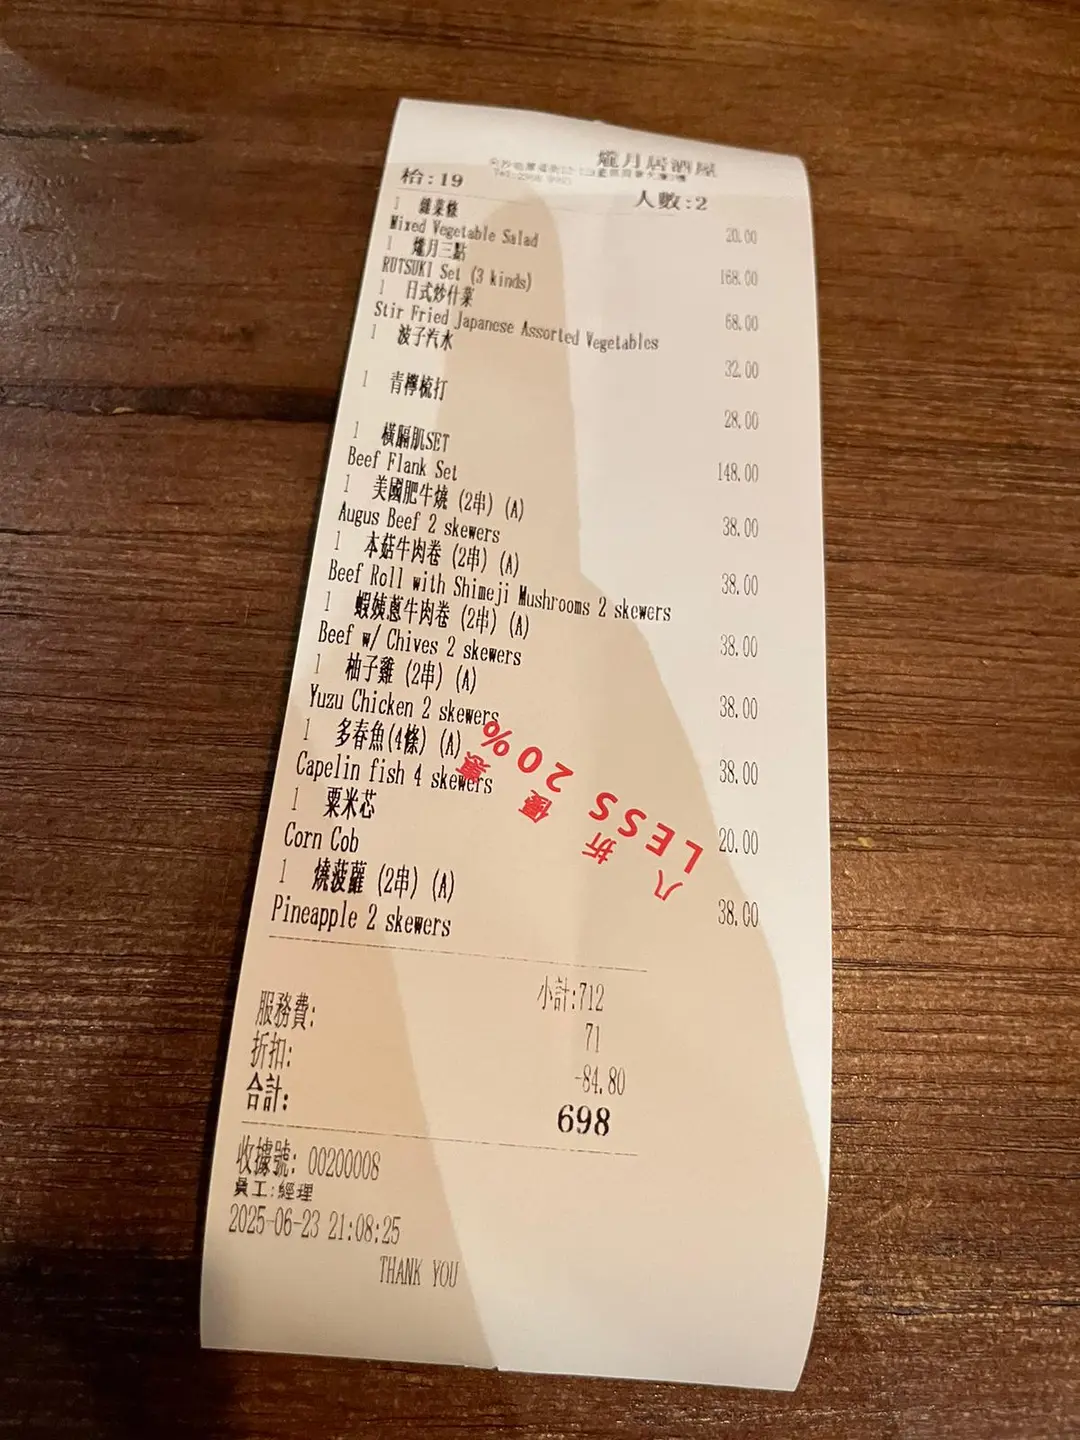 爐月居酒屋
枱:19 人數:2
1 雜菜條 20.00
Mixed Vegetable Salad
1 爐月三點 168.00
RUTSUKI Set (3 kinds)
1 日式炒什菜 68.00
Stir Fried Japanese Assorted Vegetables
1 波子汽水 32.00
1 青檸梳打 28.00
1 橫膈肌SET 148.00
Beef Flank Set
1 美國肥牛燒 (2串) (A) 38.00
Augus Beef 2 skewers
1 本菇牛肉卷 (2串) (A) 38.00
Beef Roll with Shimeji Mushrooms 2 skewers
1 蝦夷蔥牛肉卷 (2串) (A) 38.00
Beef w/ Chives 2 skewers
1 柚子雞 (2串) (A) 38.00
Yuzu Chicken 2 skewers
1 多春魚(4條) (A) 38.00
Capelin fish 4 skewers
1 粟米芯 20.00
Corn Cob
1 燒菠蘿 (2串) (A) 38.00
Pineapple 2 skewers
八折優惠
LESS 20%
小計:712
服務費: 71
折扣: -84.80
合計: 698
收據號: 00200008
員工:經理
2025-06-23 21:08:25
THANK YOU